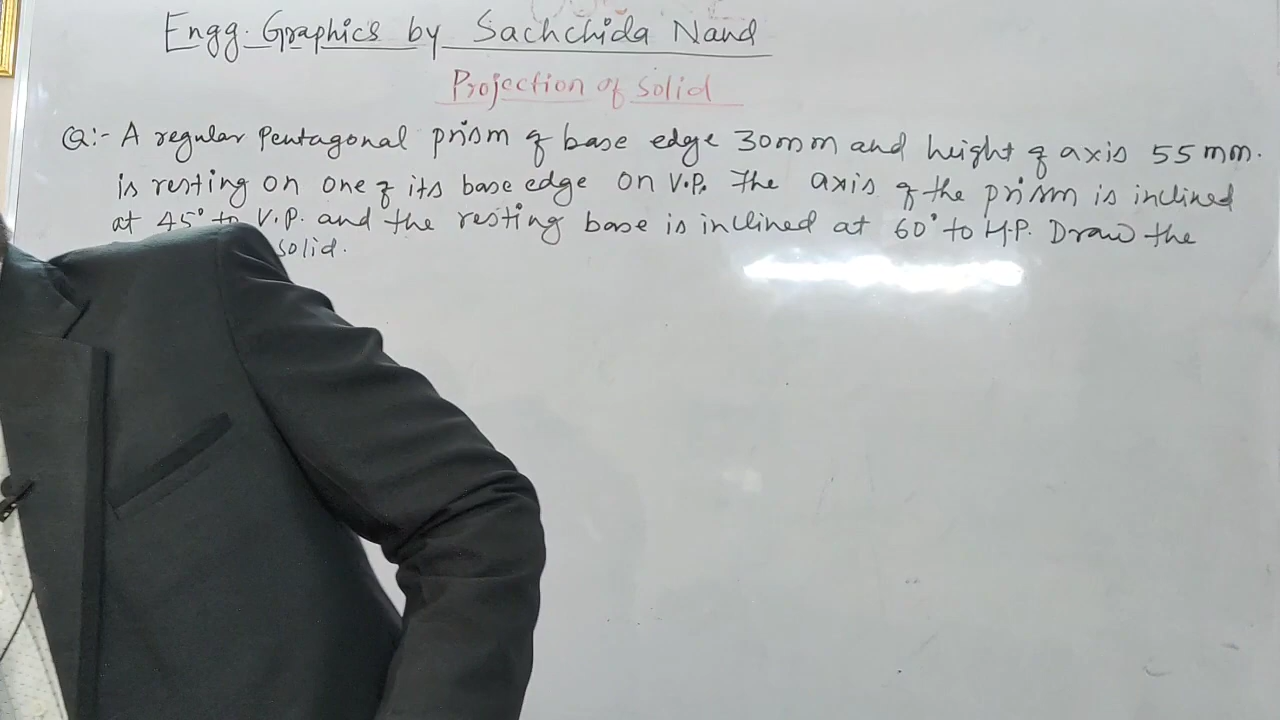 Engg. Graphics by Sachchida Nand
Projection of Solid
Q:- A regular Pentagonal prism of base edge 30mm and height of axis 55 mm.
is resting on one of its base edge on V.P. The axis of the prism is inclined
at 45° to V.P. and the resting base is inclined at 60° to H.P. Draw the
solid.